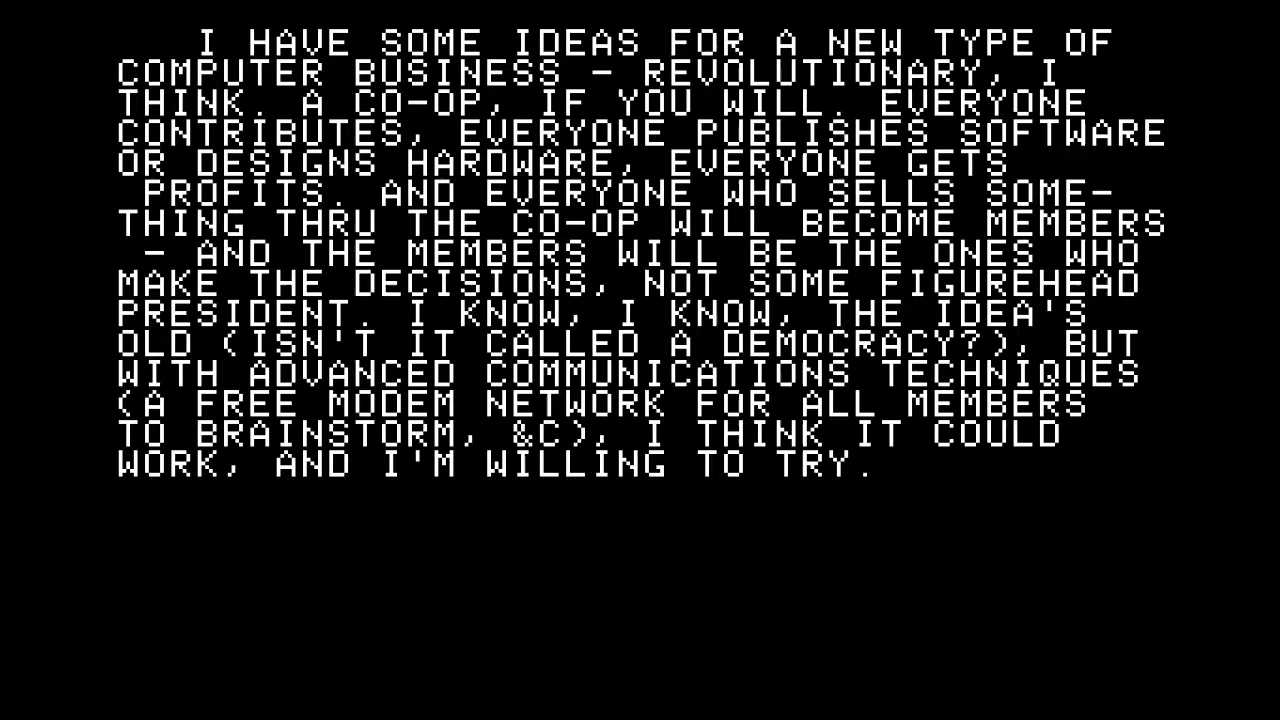 I HAVE SOME IDEAS FOR A NEW TYPE OF
COMPUTER BUSINESS - REVOLUTIONARY, I
THINK. A CO-OP, IF YOU WILL. EVERYONE
CONTRIBUTES, EVERYONE PUBLISHES SOFTWARE
OR DESIGNS HARDWARE, EVERYONE GETS
PROFITS. AND EVERYONE WHO SELLS SOME-
THING THRU THE CO-OP WILL BECOME MEMBERS
- AND THE MEMBERS WILL BE THE ONES WHO
MAKE THE DECISIONS, NOT SOME FIGUREHEAD
PRESIDENT. I KNOW, I KNOW, THE IDEA'S
OLD (ISN'T IT CALLED A DEMOCRACY?), BUT
WITH ADVANCED COMMUNICATIONS TECHNIQUES
(A FREE MODEM NETWORK FOR ALL MEMBERS
TO BRAINSTORM, &C), I THINK IT COULD
WORK, AND I'M WILLING TO TRY.